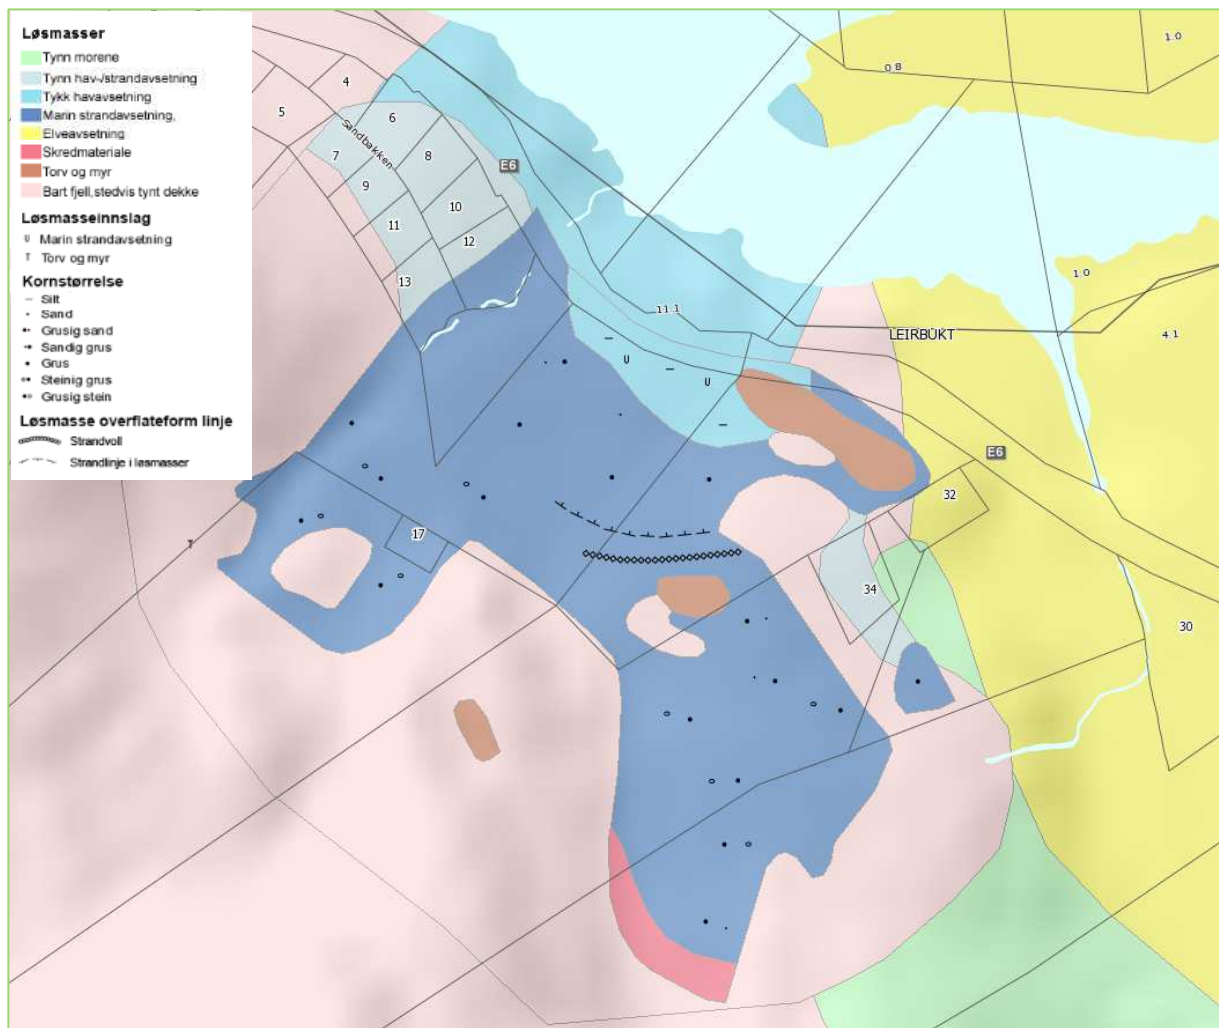 Løsmasser
Tynn morene
Tynn hav-/strandavsetning
Tykk havavsetning
Marin strandavsetning,
Elveavsetning
Skredmateriale
Torv og myr
Bart fjell,stedvis tynt dekke
Løsmasseinnslag
U Marin strandavsetning
T Torv og myr
Kornstørrelse
Silt
Sand
Grusig sand
Sandig grus
Grus
Steinig grus
Grusig stein
Løsmasse overflateform linje
Strandvoll
Strandlinje i løsmasser
1.0
0.8
4
5
6
Sandbakken
7
8
E6
9
10
11
12
13
1.0
11.1
LEIRBUKT
4.1
U
U
E6
32
17
T
34
30